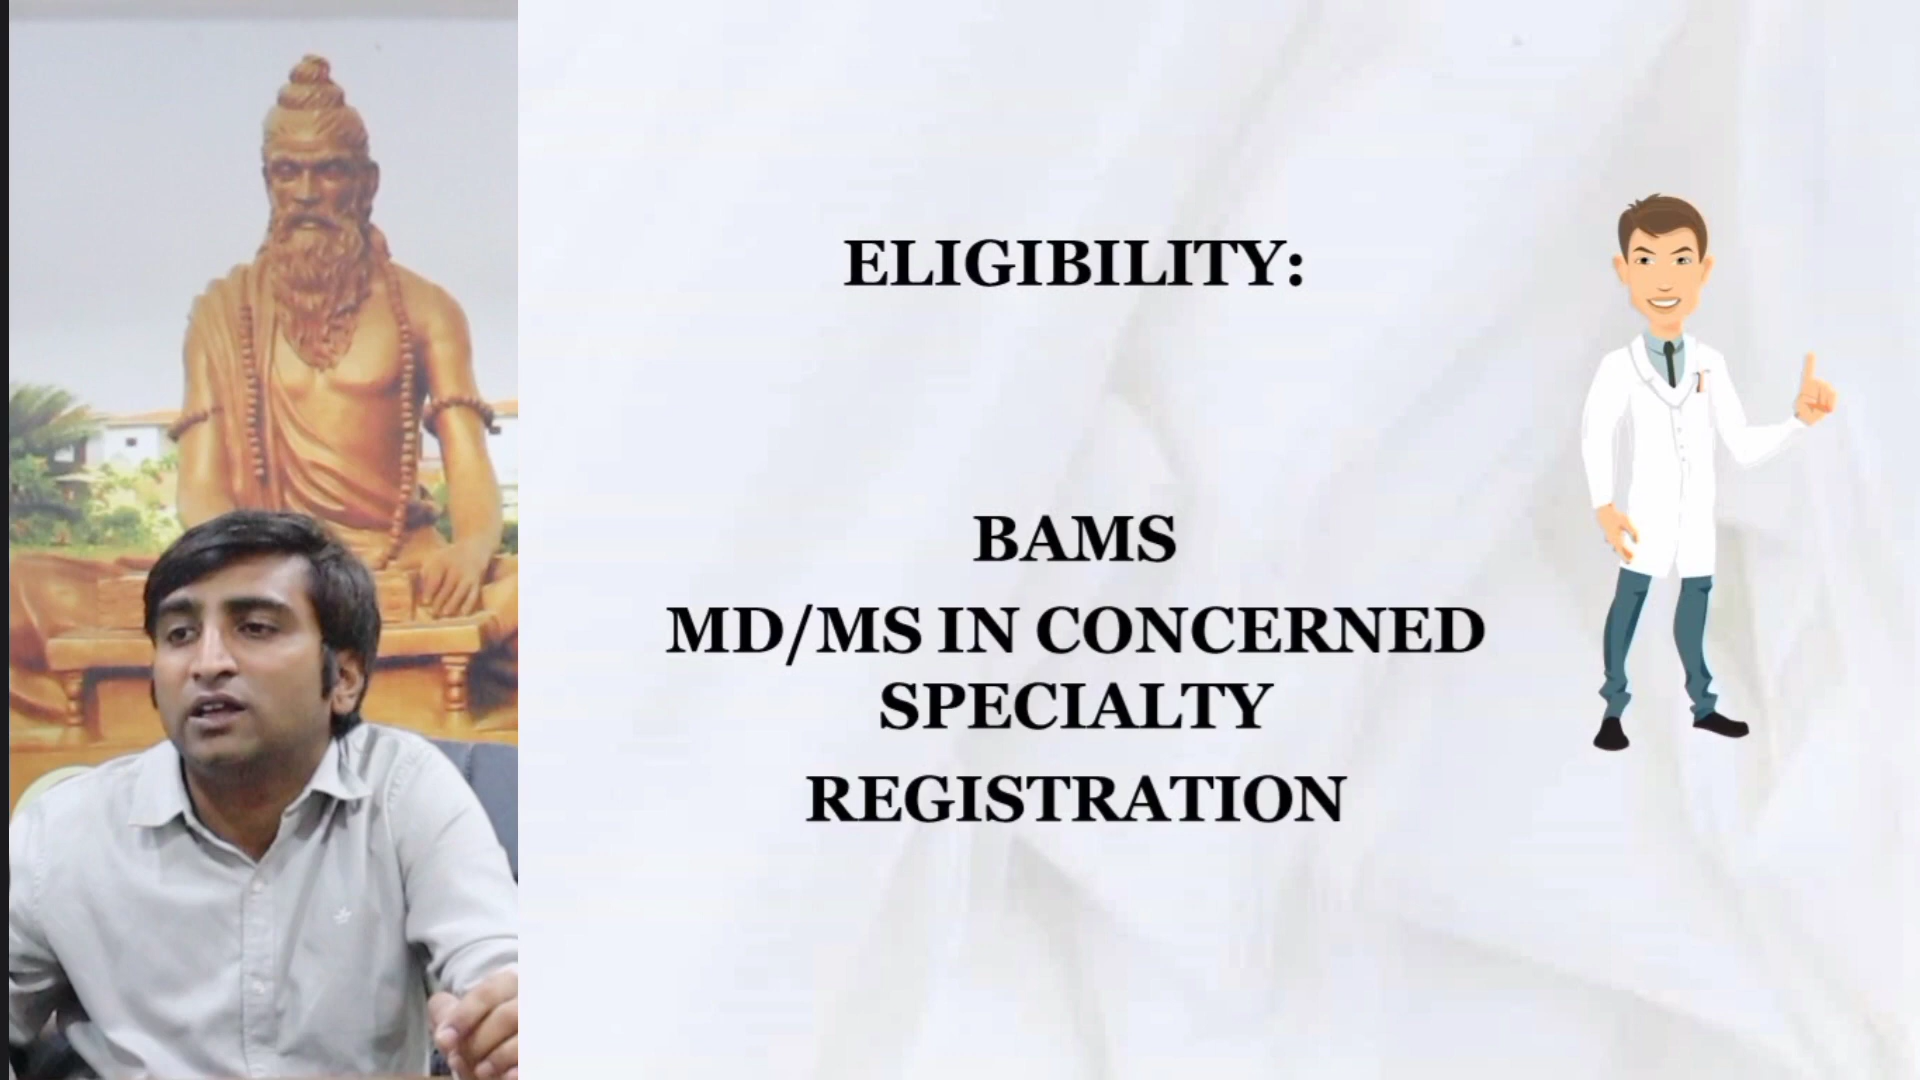 ELIGIBILITY:
BAMS
MD/MS IN CONCERNED
SPECIALTY
REGISTRATION